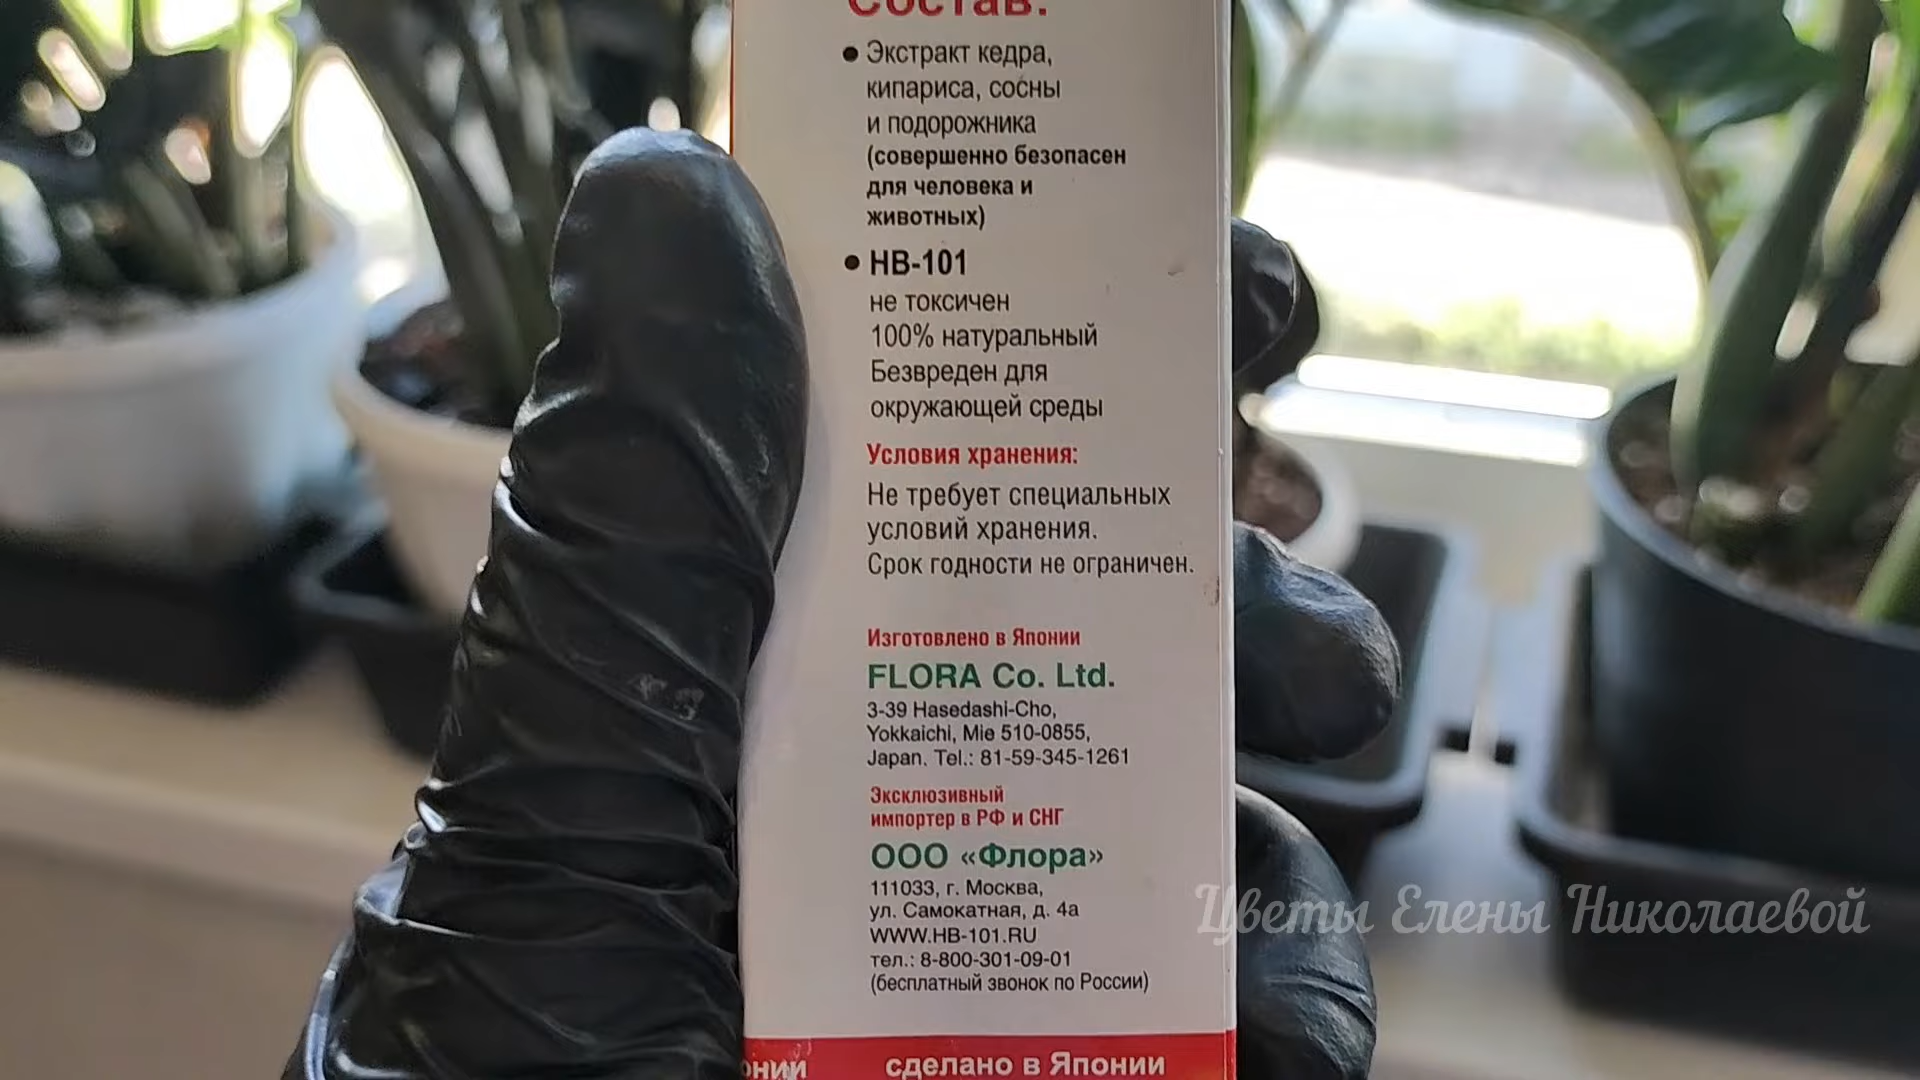 Состав:
• Экстракт кедра,
кипариса, сосны
и подорожника
(совершенно безопасен
для человека и
животных)
• НВ-101
не токсичен
100% натуральный
Безвреден для
окружающей среды
Условия хранения:
Не требует специальных
условий хранения.
Срок годности не ограничен.
Изготовлено в Японии
FLORA Co. Ltd.
3-39 Hasedashi-Cho,
Yokkaichi, Mie 510-0855,
Japan. Tel.: 81-59-345-1261
Эксклюзивный
импортер в РФ и СНГ
ООО «Флора»
111033, г. Москва,
ул. Самокатная, д. 4а
WWW.HB-101.RU
тел.: 8-800-301-09-01
(бесплатный звонок по России)
сделано в Японии
Цветы Елены Николаевой